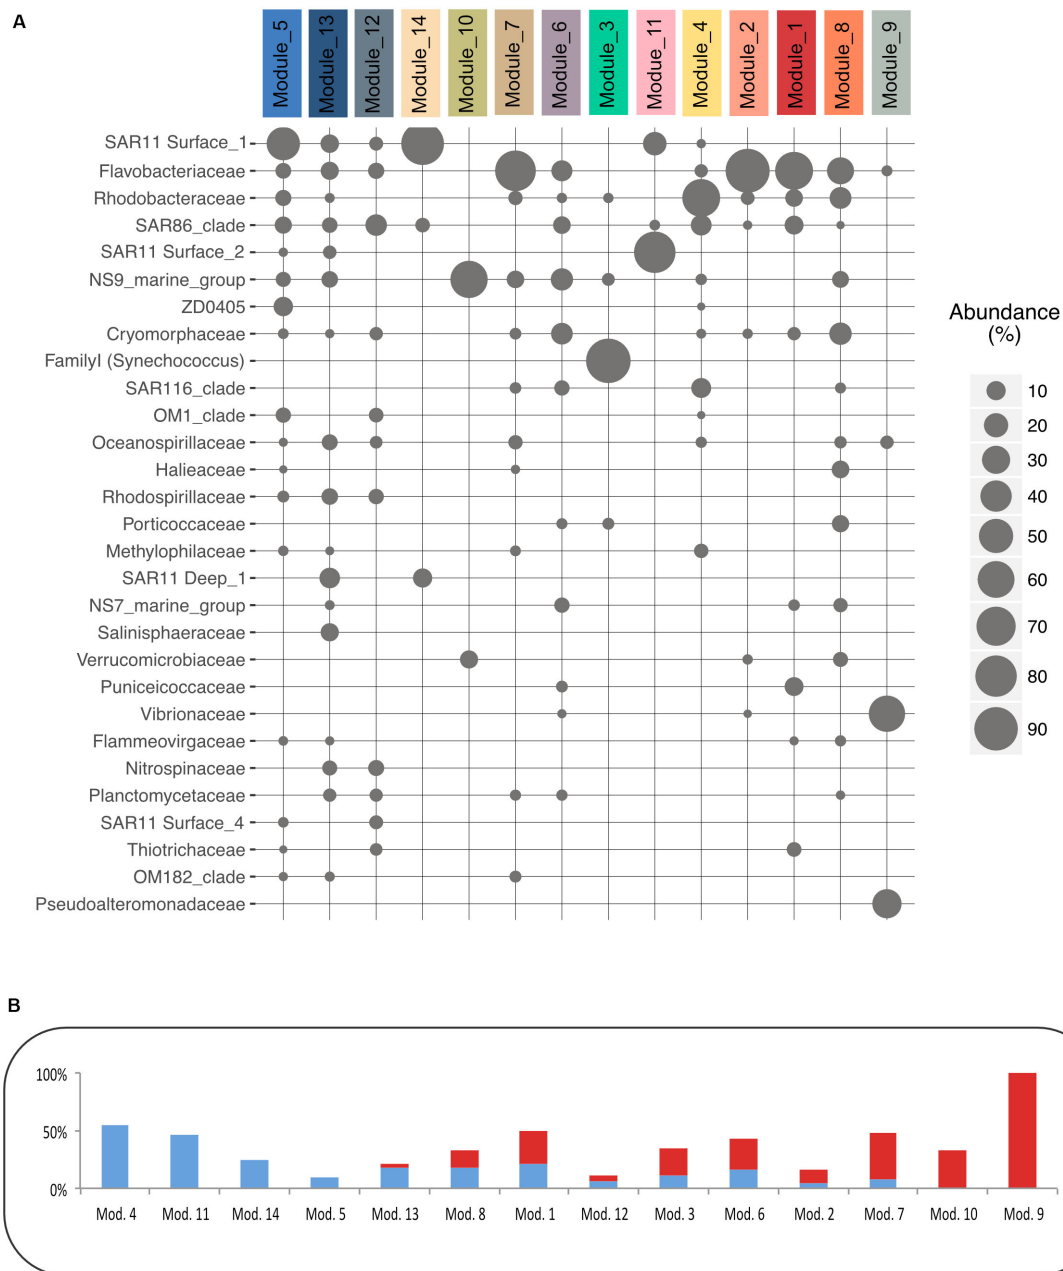 A
Module_5 Module_13 Module_12 Module_14 Module_10 Module_7 Module_6 Module_3 Module_11 Module_4 Module_2 Module_1 Module_8 Module_9
SAR11 Surface_1
Flavobacteriaceae
Rhodobacteraceae
SAR86_clade
SAR11 Surface_2
NS9_marine_group
ZD0405
Cryomorphaceae
FamilyI (Synechococcus)
SAR116_clade
OM1_clade
Oceanospirillaceae
Halieaceae
Rhodospirillaceae
Porticoccaceae
Methylophilaceae
SAR11 Deep_1
NS7_marine_group
Salinisphaeraceae
Verrucomicrobiaceae
Puniceicoccaceae
Vibrionaceae
Flammeovirgaceae
Nitrospinaceae
Planctomycetaceae
SAR11 Surface_4
Thiotrichaceae
OM182_clade
Pseudoalteromonadaceae
Abundance
(%)
10
20
30
40
50
60
70
80
90
B
100%
50%
0%
Mod. 4 Mod. 11 Mod. 14 Mod. 5 Mod. 13 Mod. 8 Mod. 1 Mod. 12 Mod. 3 Mod. 6 Mod. 2 Mod. 7 Mod. 10 Mod. 9